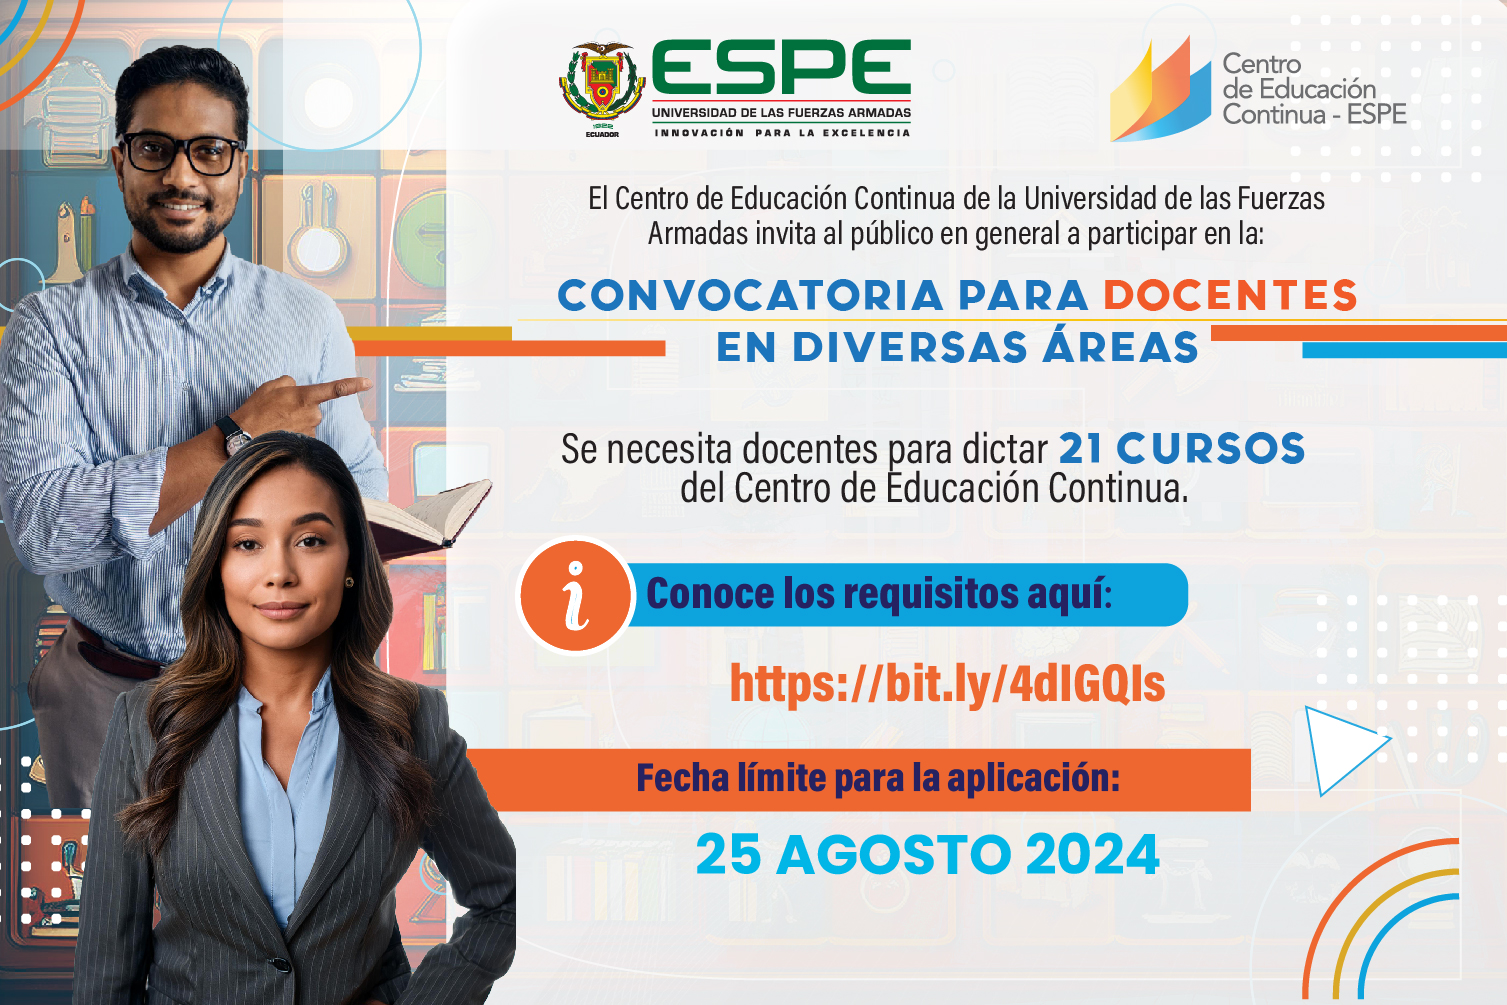 ESPE
UNIVERSIDAD DE LAS FUERZAS ARMADAS
INNOVACIÓN PARA LA EXCELENCIA
1922
ECUADOR
Centro
de Educación
Continua - ESPE
El Centro de Educación Continua de la Universidad de las Fuerzas
Armadas invita al público en general a participar en la:
CONVOCATORIA PARA DOCENTES
EN DIVERSAS ÁREAS
Se necesita docentes para dictar 21 CURSOS
del Centro de Educación Continua.
i
Conoce los requisitos aquí:
https://bit.ly/4dIGQIs
Fecha límite para la aplicación:
25 AGOSTO 2024